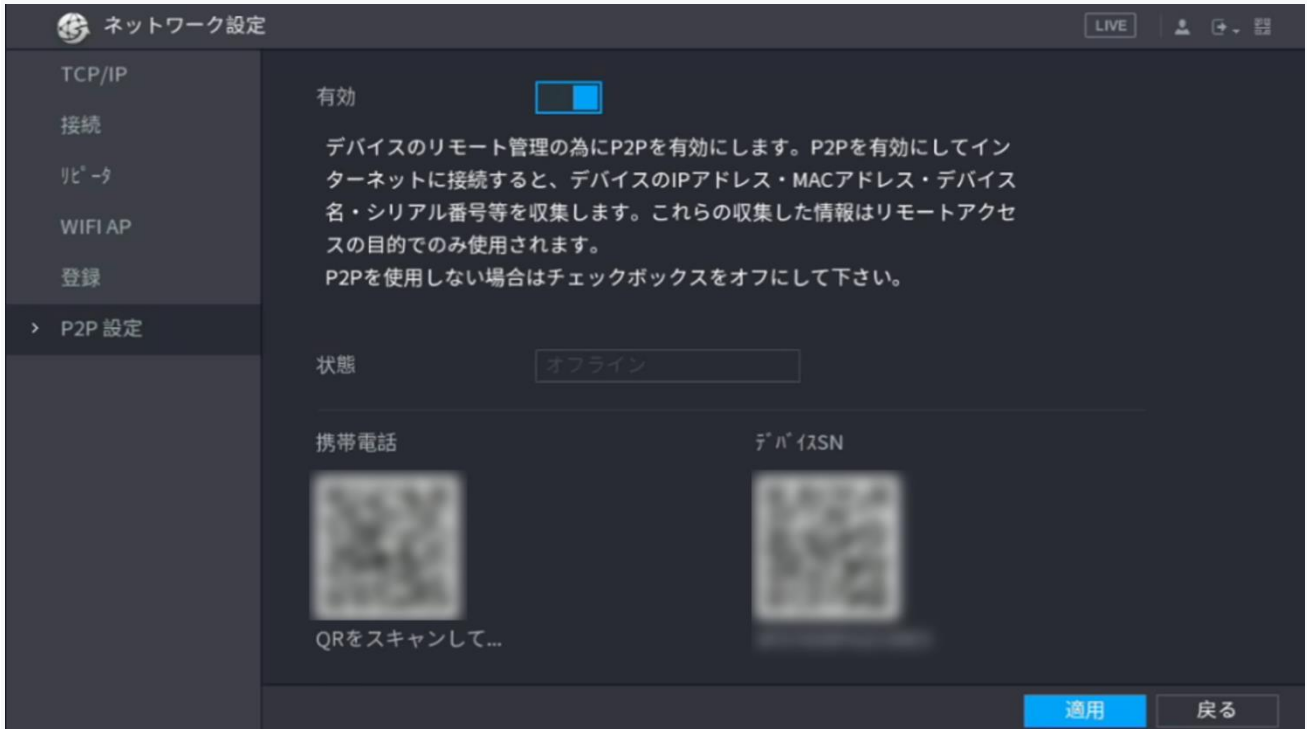 ネットワーク設定
LIVE
TCP/IP
接続
ﾘﾋﾟｰﾀ
WIFI AP
登録
P2P 設定
有効
デバイスのリモート管理の為にP2Pを有効にします。P2Pを有効にしてイン
ターネットに接続すると、デバイスのIPアドレス・MACアドレス・デバイス
名・シリアル番号等を収集します。これらの収集した情報はリモートアクセ
スの目的でのみ使用されます。
P2Pを使用しない場合はチェックボックスをオフにして下さい。
状態
オフライン
携帯電話
ﾃﾞﾊﾞｲｽSN
QRをスキャンして...
適用
戻る